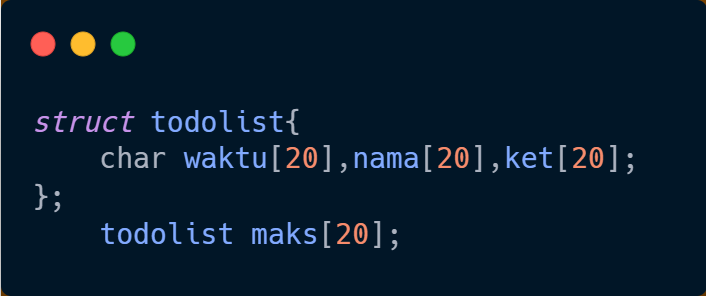 struct todolist{
    char waktu[20],nama[20],ket[20];
};
    todolist maks[20];